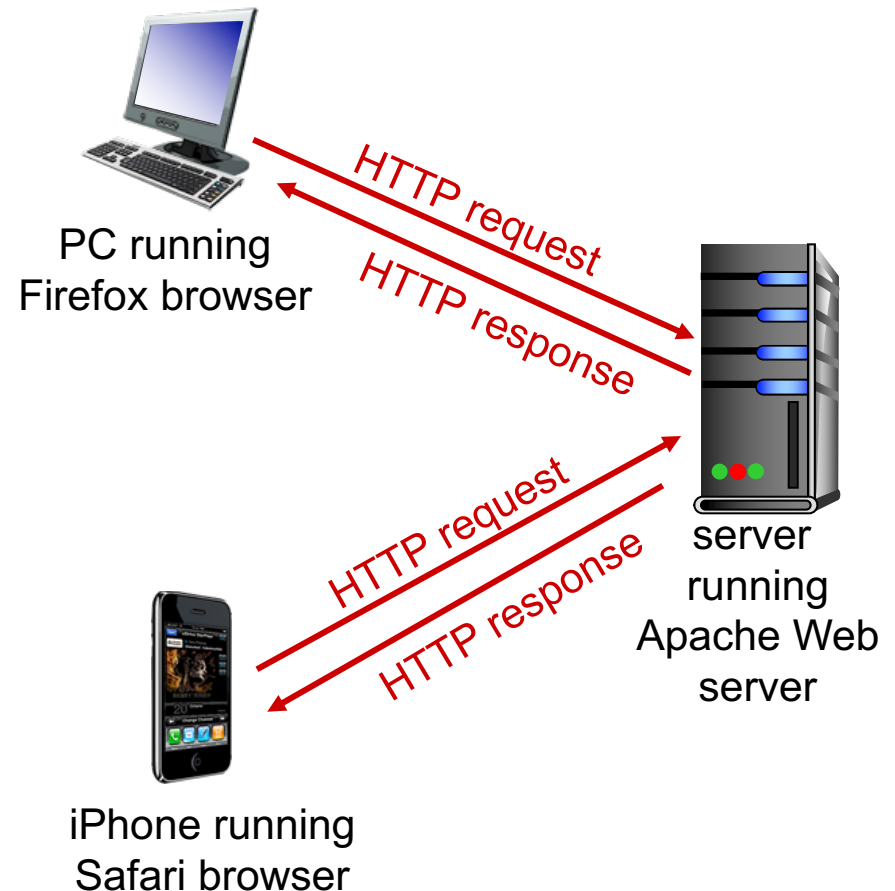 HTTP request
HTTP response
PC running
Firefox browser
HTTP request
HTTP response
server
running
Apache Web
server
iPhone running
Safari browser